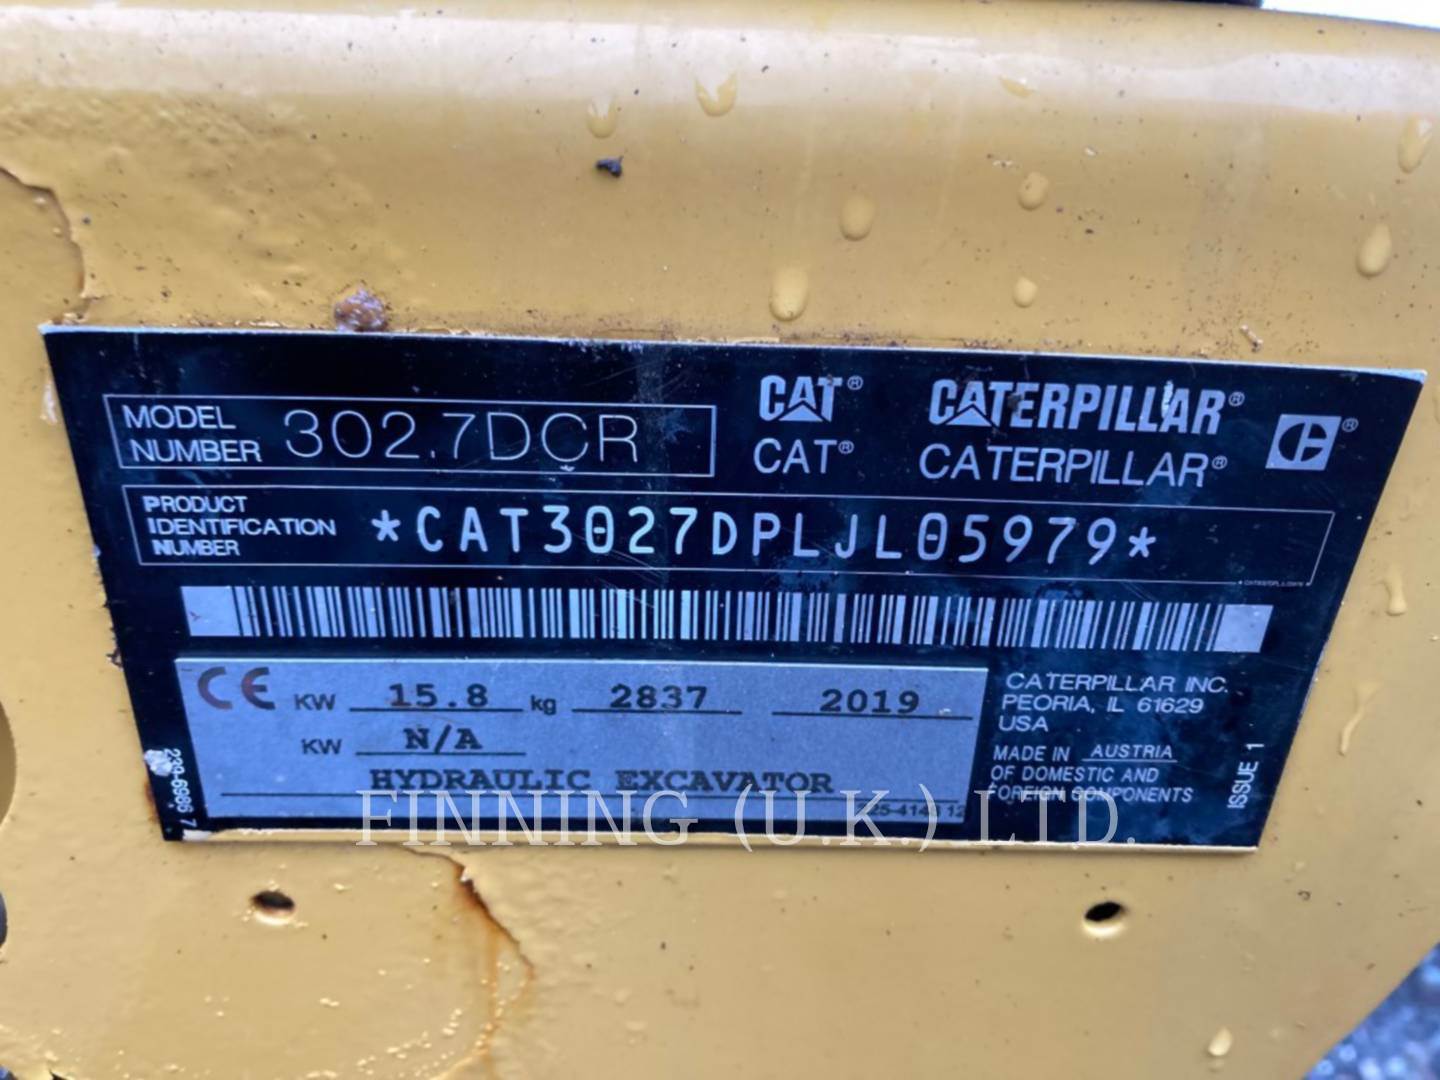 MODEL NUMBER 302.7DCR
CAT® CATERPILLAR®
CAT® CATERPILLAR®
PRODUCT IDENTIFICATION NUMBER *CAT3027DPLJL05979*
CE KW 15.8 kg 2837 2019
KW N/A
HYDRAULIC EXCAVATOR
CATERPILLAR INC.
PEORIA, IL 61629
USA
MADE IN AUSTRIA
OF DOMESTIC AND
FOREIGN COMPONENTS
ISSUE 1
FINNING (U.K.) LTD.